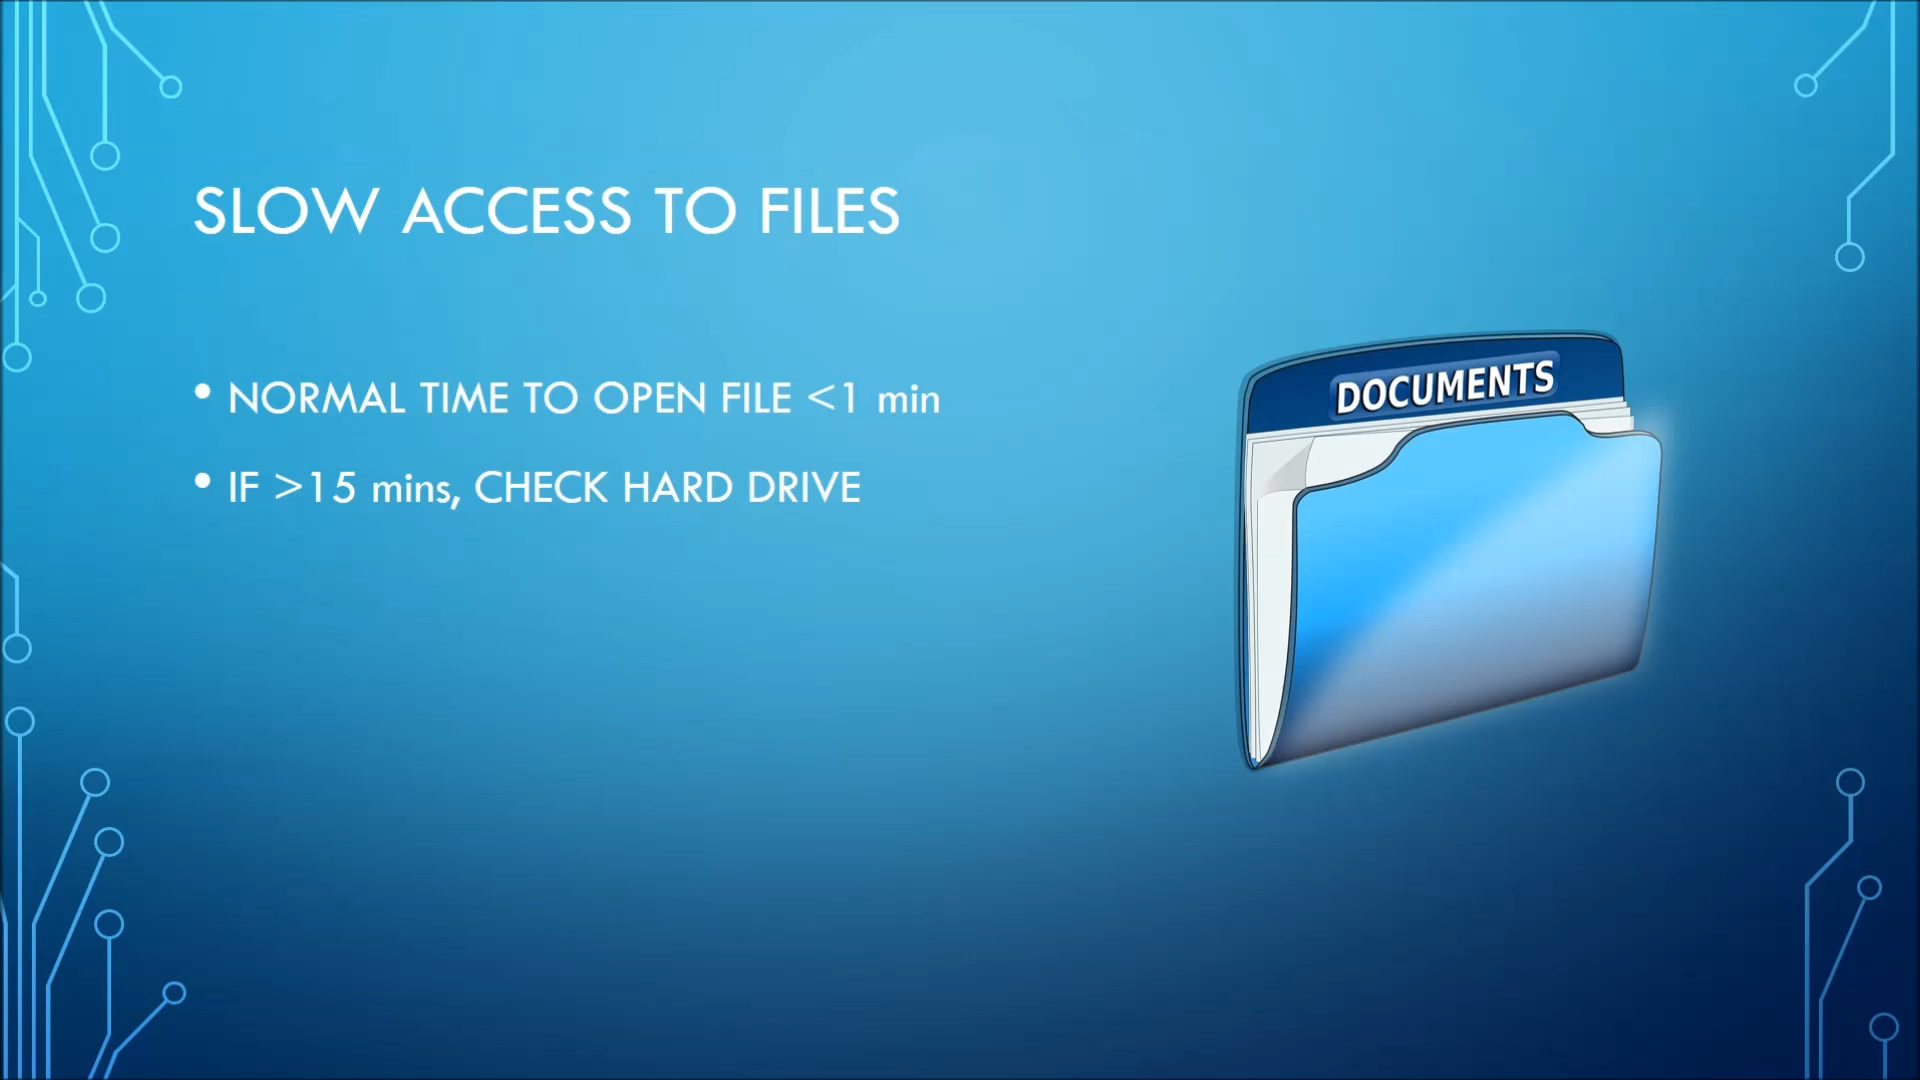 SLOW ACCESS TO FILES
• NORMAL TIME TO OPEN FILE <1 min
• IF >15 mins, CHECK HARD DRIVE
DOCUMENTS